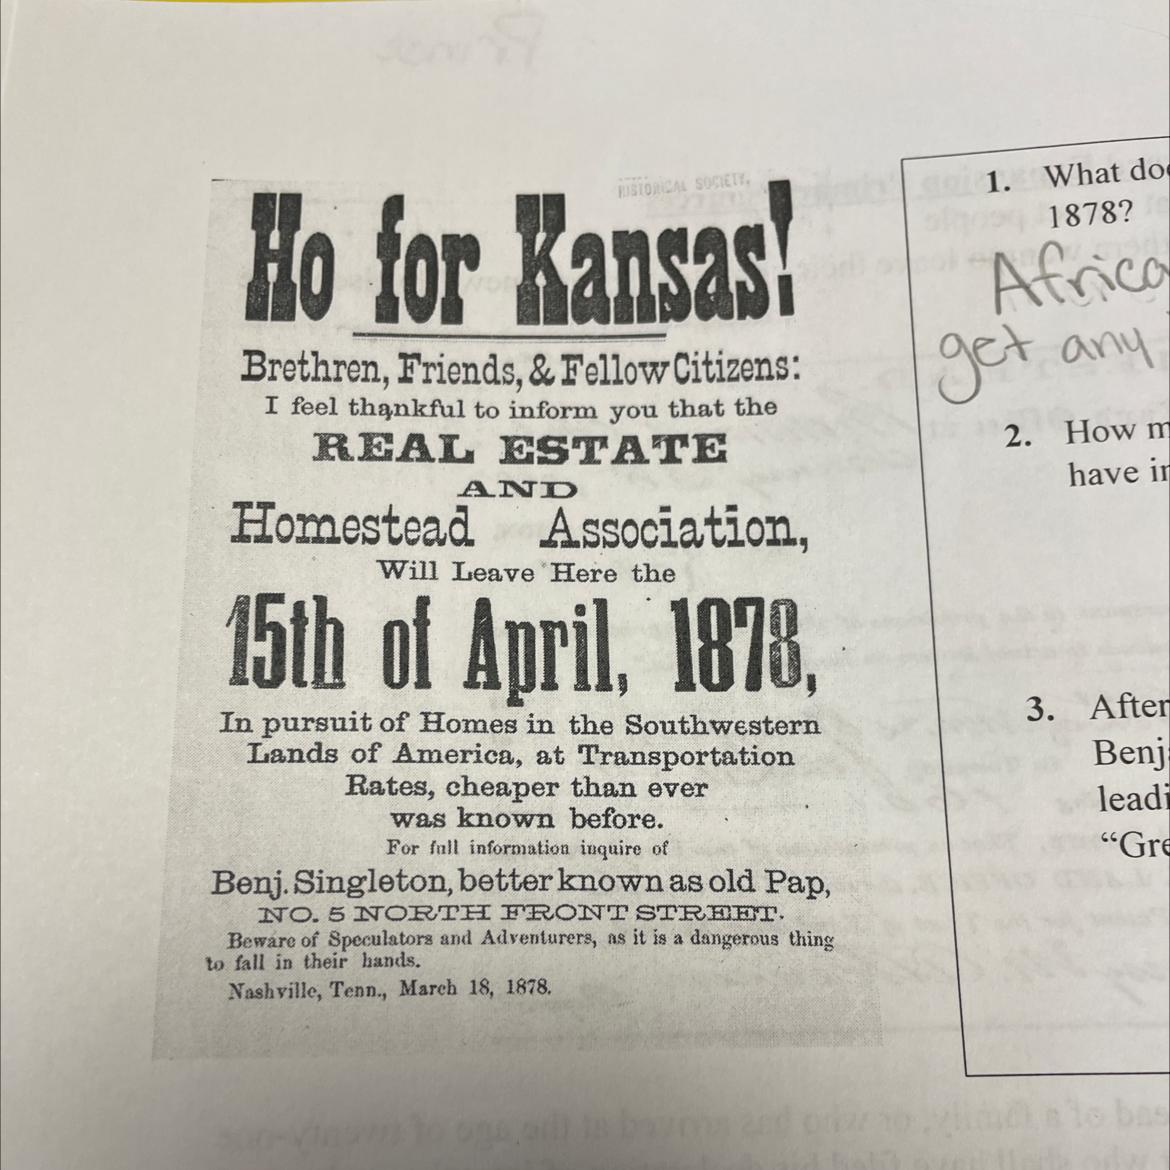 HISTORICAL SOCIETY.
Ho for Kansas!
Brethren, Friends, & Fellow Citizens:
I feel thankful to inform you that the
REAL ESTATE
AND
Homestead Association,
Will Leave Here the
15th of April, 1878,
In pursuit of Homes in the Southwestern
Lands of America, at Transportation
Rates, cheaper than ever
was known before.
For full information inquire of
Benj. Singleton, better known as old Pap,
NO. 5 NORTH FRONT STREET.
Beware of Speculators and Adventurers, as it is a dangerous thing
to fall in their hands.
Nashville, Tenn., March 18, 1878.
1. What do
1878?
Africa
get any
2. How m
have in
3. After
Benj
leadi
“Gre